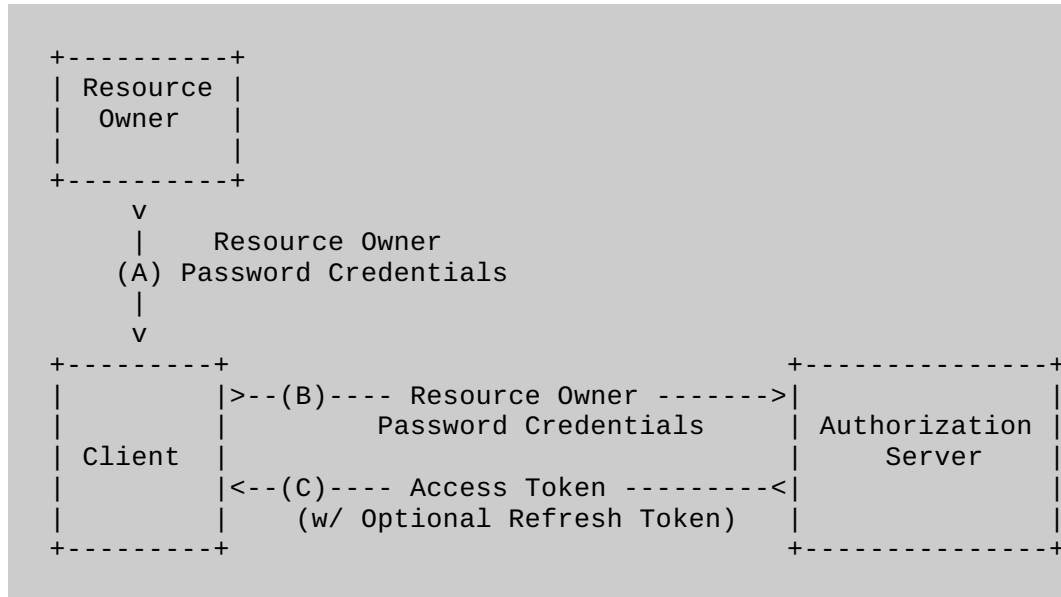 +----------+
| Resource |
|  Owner   |
|          |
+----------+
     v
     |    Resource Owner
    (A) Password Credentials
     |
     v
+---------+                                  +---------------+
|         |>--(B)---- Resource Owner ------->|               |
|         |         Password Credentials     | Authorization |
| Client  |                                  |     Server    |
|         |<--(C)---- Access Token ---------<|               |
|         |    (w/ Optional Refresh Token)   |               |
+---------+                                  +---------------+